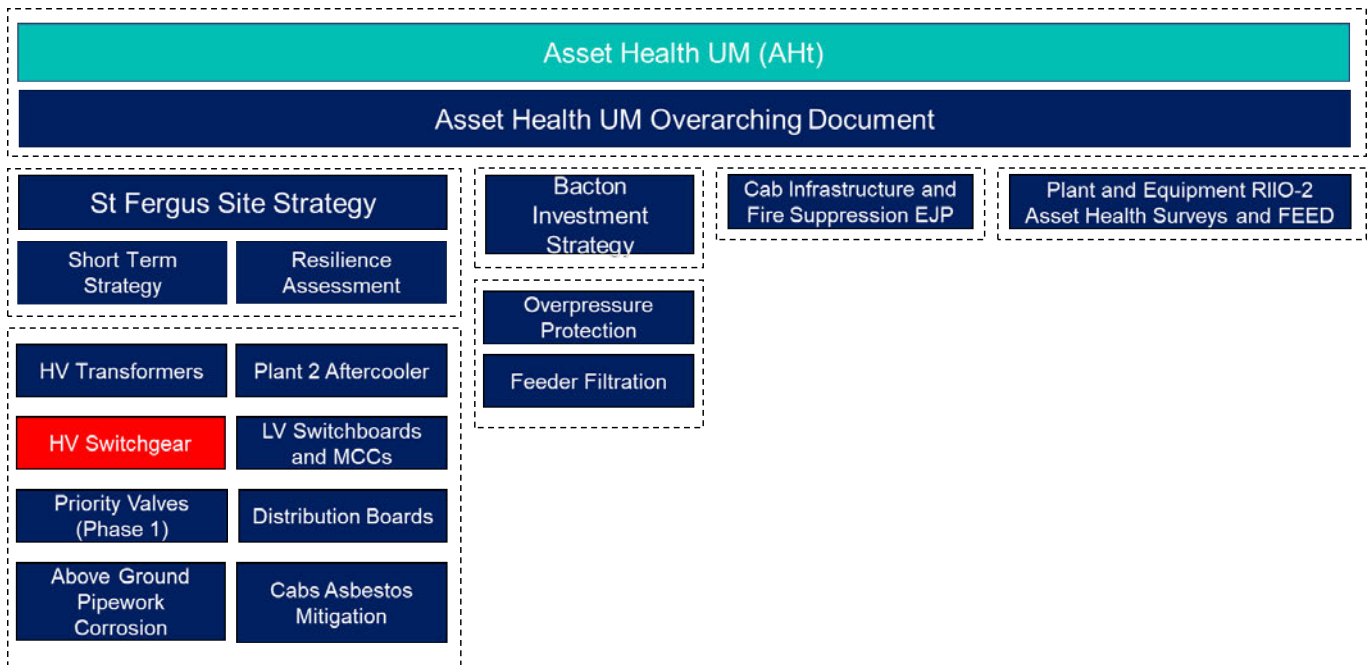 Asset Health UM (AHt)
Asset Health UM Overarching Document
St Fergus Site Strategy
Short Term
Strategy
Resilience
Assessment
HV Transformers
Plant 2 Aftercooler
HV Switchgear
LV Switchboards
and MCCs
Priority Valves
(Phase 1)
Distribution Boards
Above Ground
Pipework
Corrosion
Cabs Asbestos
Mitigation
Bacton
Investment
Strategy
Overpressure
Protection
Feeder Filtration
Cab Infrastructure and
Fire Suppression EJP
Plant and Equipment RIIO-2
Asset Health Surveys and FEED